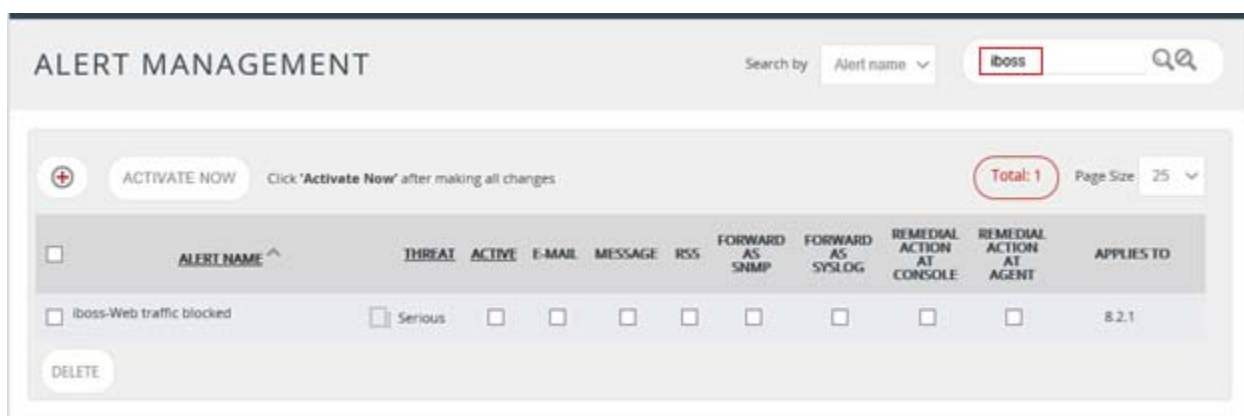 ALERT MANAGEMENT
Search by Alert name iboss
ACTIVATE NOW Click 'Activate Now' after making all changes Total: 1 Page Size 25
ALERT NAME THREAT ACTIVE E-MAIL MESSAGE RSS FORWARD AS SNMP FORWARD AS SYSLOG REMEDIAL ACTION AT CONSOLE REMEDIAL ACTION AT AGENT APPLIES TO
iboss-Web traffic blocked Serious 8.2.1
DELETE